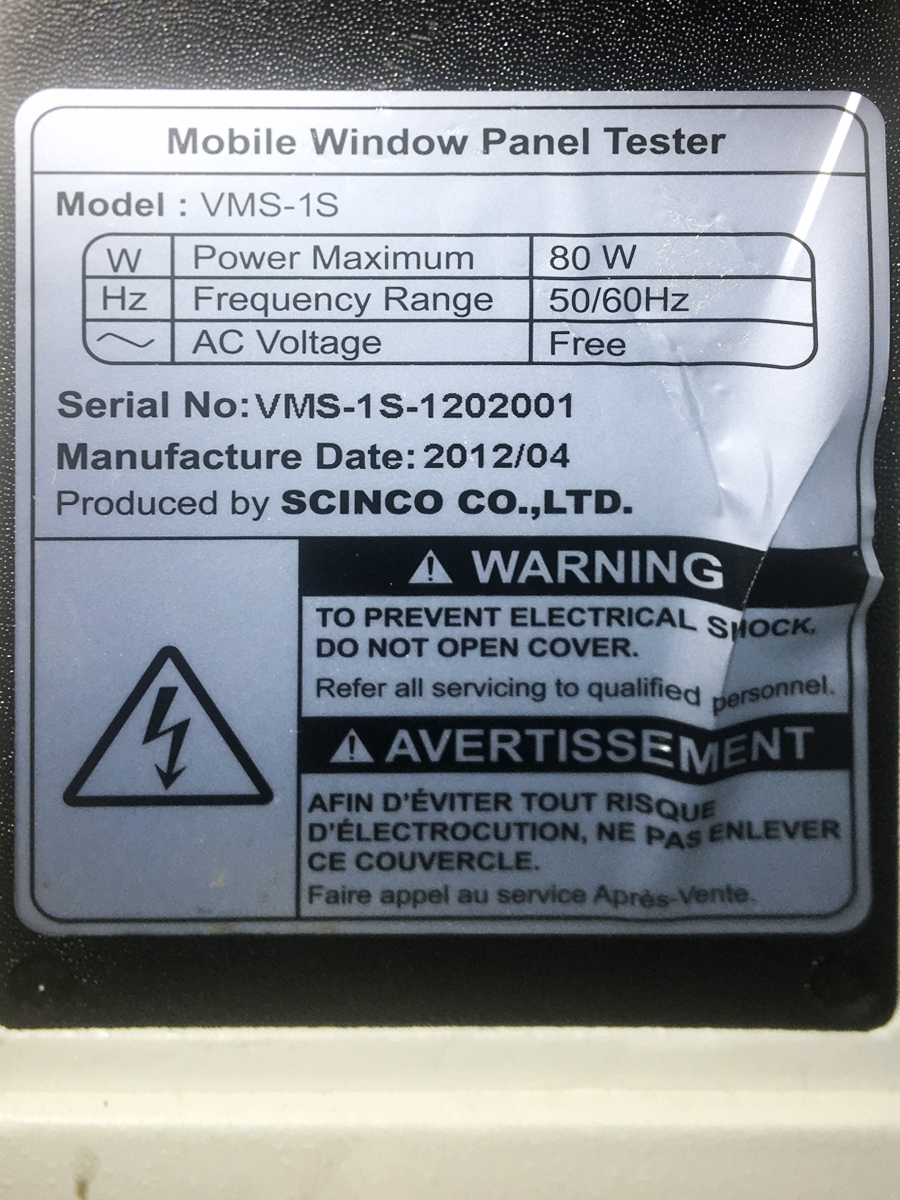 Mobile Window Panel Tester
Model : VMS-1S
W Power Maximum 80 W
Hz Frequency Range 50/60Hz
~ AC Voltage Free
Serial No:VMS-1S-1202001
Manufacture Date: 2012/04
Produced by SCINCO CO.,LTD.
WARNING
TO PREVENT ELECTRICAL SHOCK,
DO NOT OPEN COVER.
Refer all servicing to qualified personnel.
AVERTISSEMENT
AFIN D'ÉVITER TOUT RISQUE
D'ÉLECTROCUTION, NE PAS ENLEVER
CE COUVERCLE.
Faire appel au service Après-Vente.